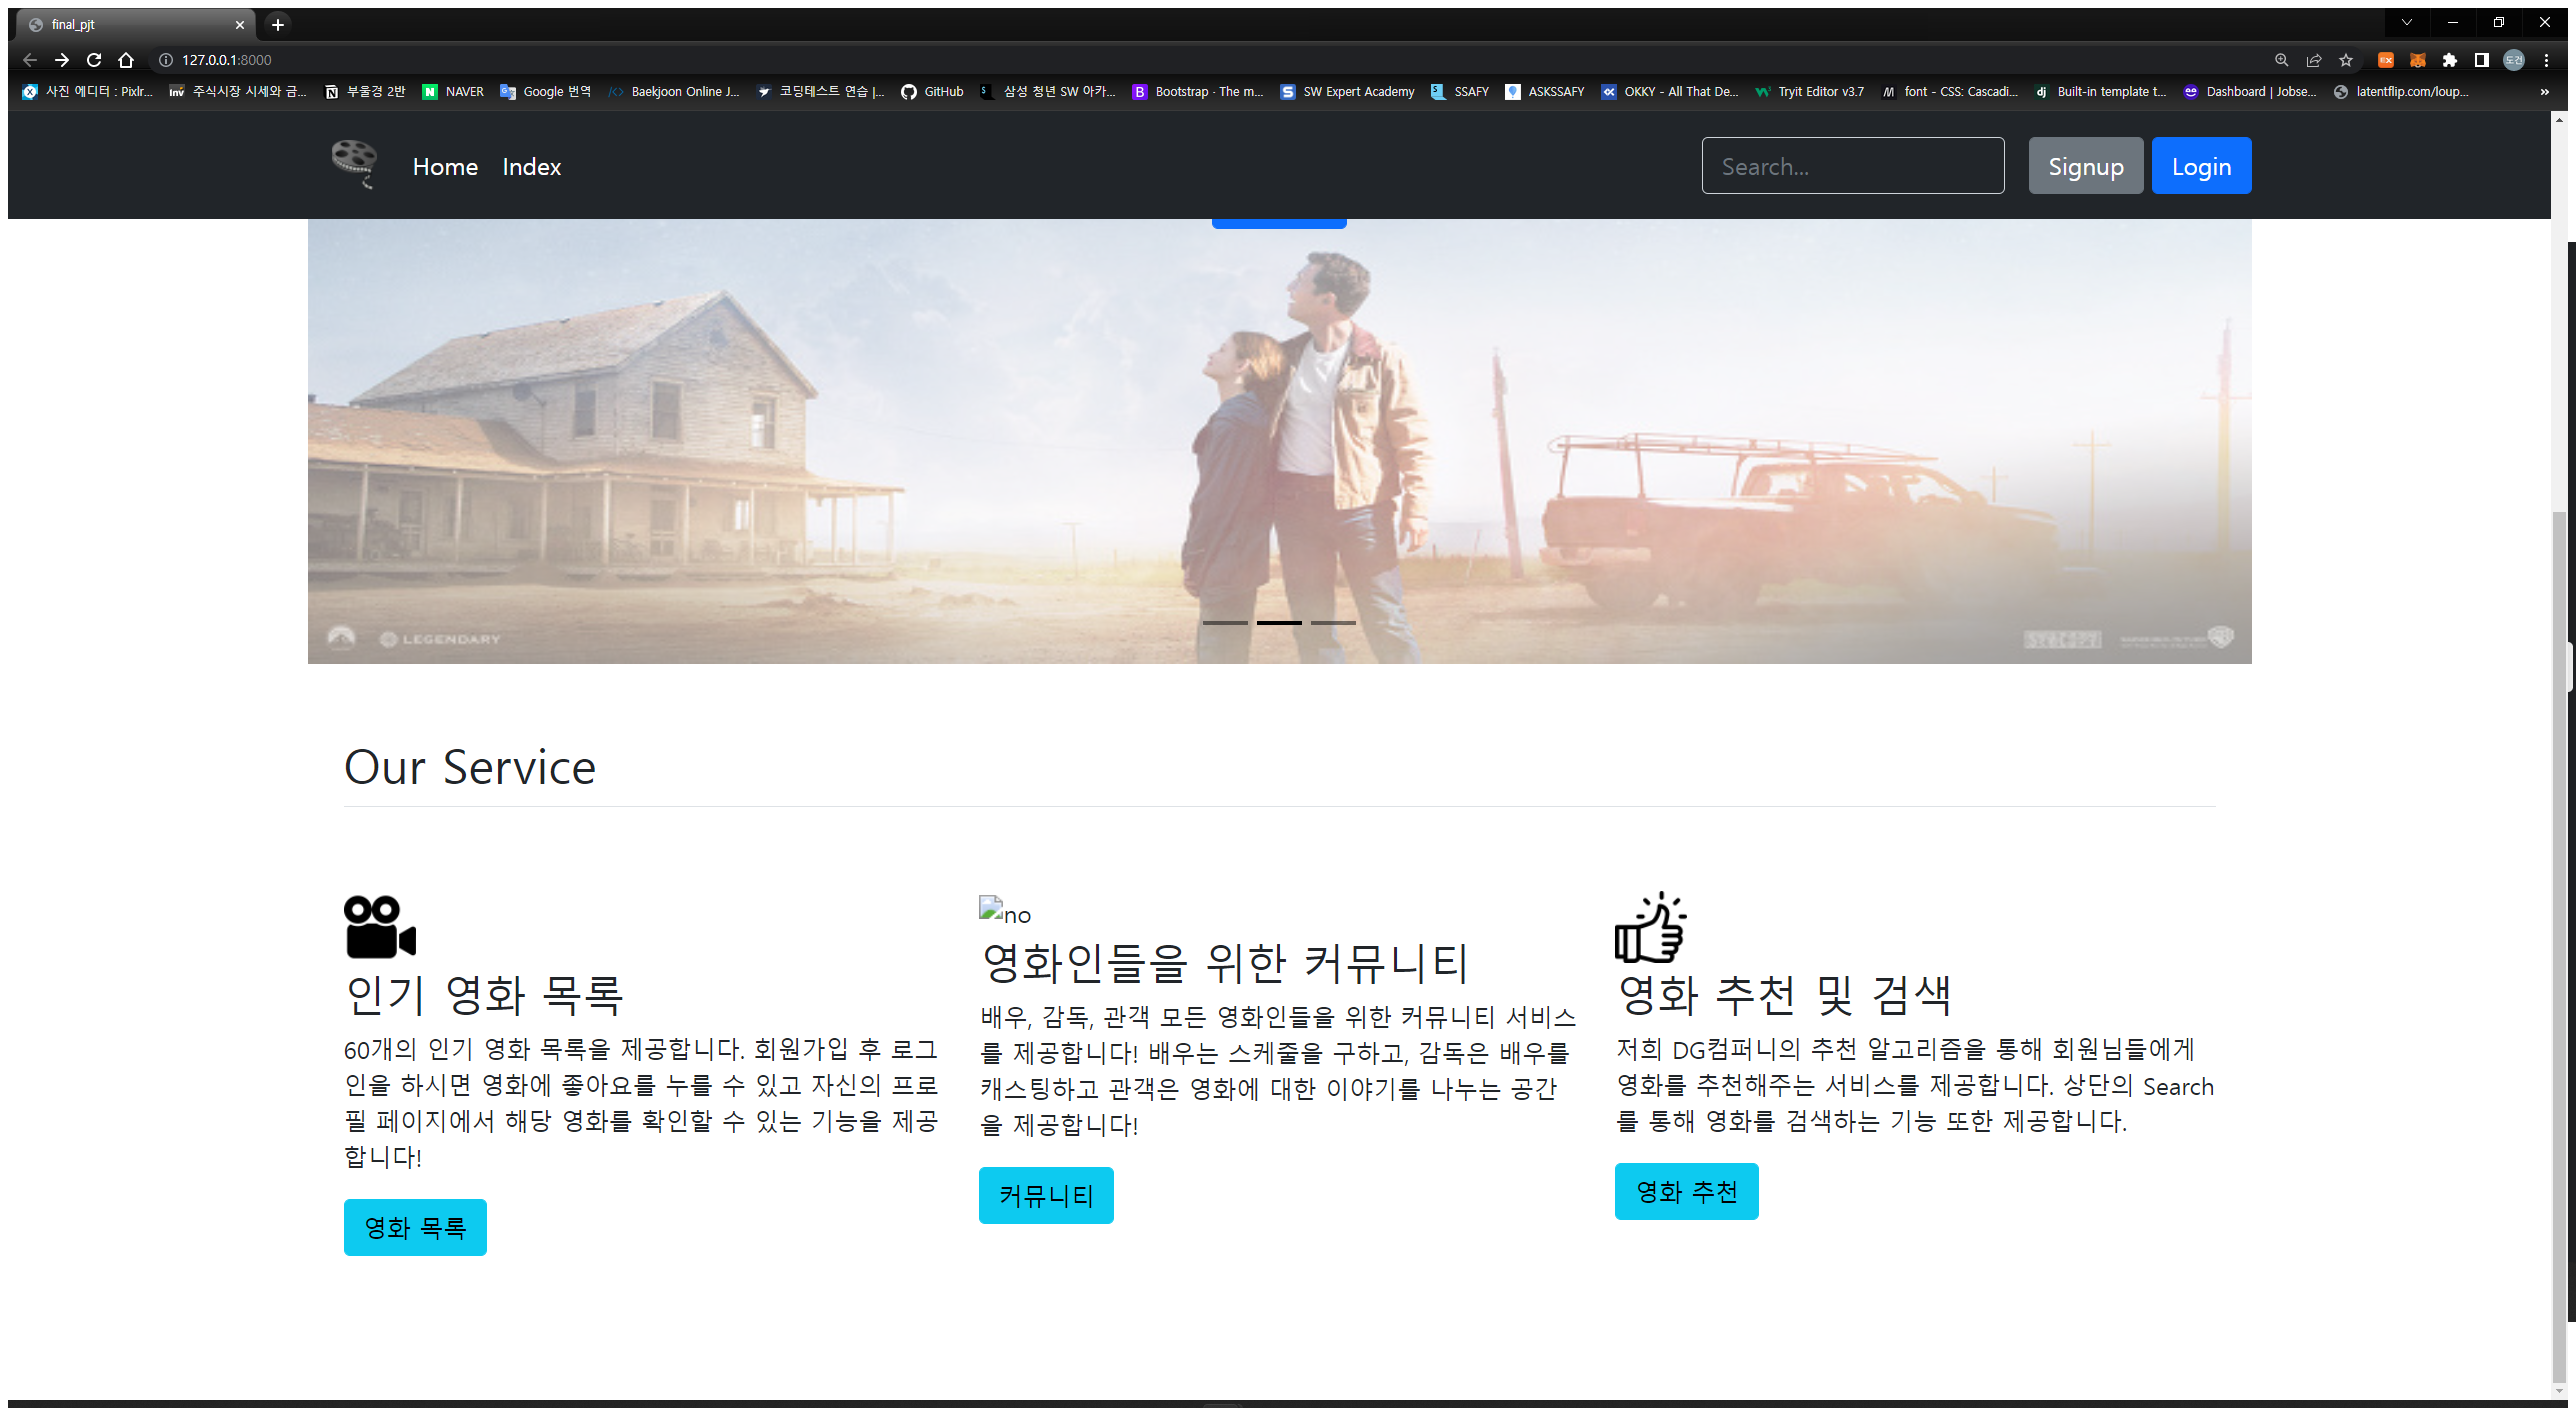 final_pjt
127.0.0.1:8000
사진 에디터 : Pixlr...
주식시장 시세와 금...
부울경 2반
NAVER
Google 번역
Baekjoon Online J...
코딩테스트 연습 |...
GitHub
삼성 청년 SW 아카...
Bootstrap · The m...
SW Expert Academy
SSAFY
ASKSSAFY
OKKY - All That De...
Tryit Editor v3.7
font - CSS: Cascadi...
Built-in template t...
Dashboard | Jobse...
latentflip.com/loup...
Home
Index
Search...
Signup
Login
LEGENDARY
Our Service
인기 영화 목록
60개의 인기 영화 목록을 제공합니다. 회원가입 후 로그
인을 하시면 영화에 좋아요를 누를 수 있고 자신의 프로
필 페이지에서 해당 영화를 확인할 수 있는 기능을 제공
합니다!
영화 목록
no
영화인들을 위한 커뮤니티
배우, 감독, 관객 모든 영화인들을 위한 커뮤니티 서비스
를 제공합니다! 배우는 스케줄을 구하고, 감독은 배우를
캐스팅하고 관객은 영화에 대한 이야기를 나누는 공간
을 제공합니다!
커뮤니티
영화 추천 및 검색
저희 DG컴퍼니의 추천 알고리즘을 통해 회원님들에게
영화를 추천해주는 서비스를 제공합니다. 상단의 Search
를 통해 영화를 검색하는 기능 또한 제공합니다.
영화 추천